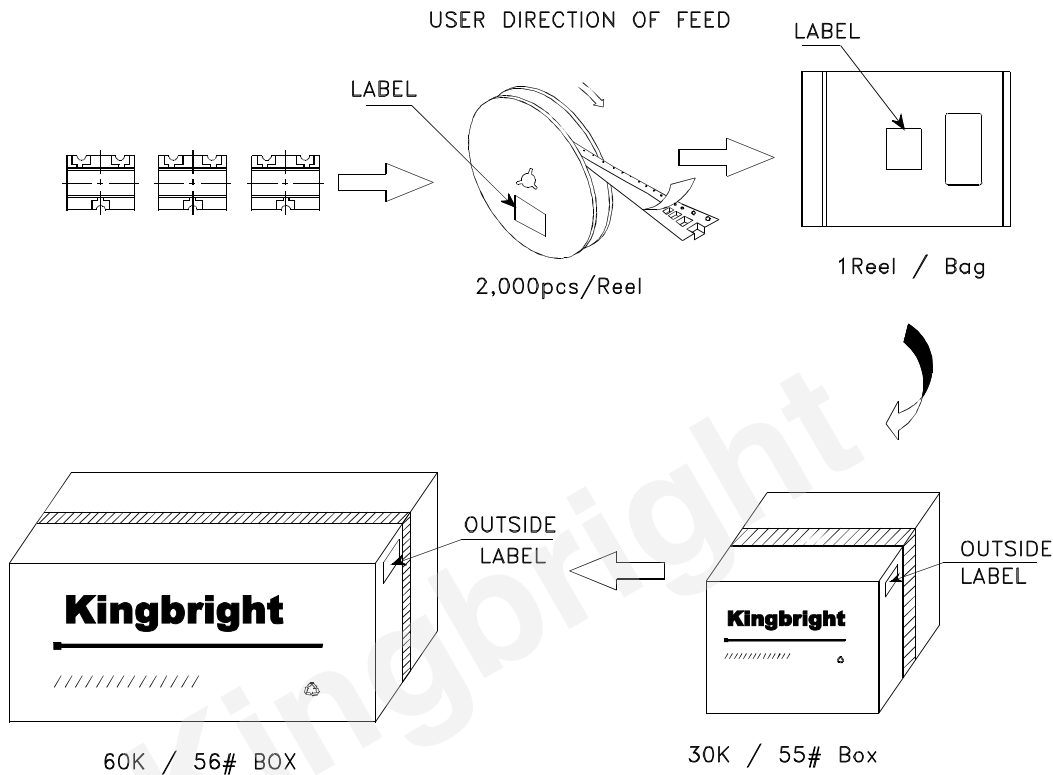 USER DIRECTION OF FEED
LABEL
LABEL
2,000pcs/Reel
1Reel / Bag
OUTSIDE
LABEL
OUTSIDE
LABEL
Kingbright
Kingbright
60K / 56# BOX
30K / 55# Box
Kingbright